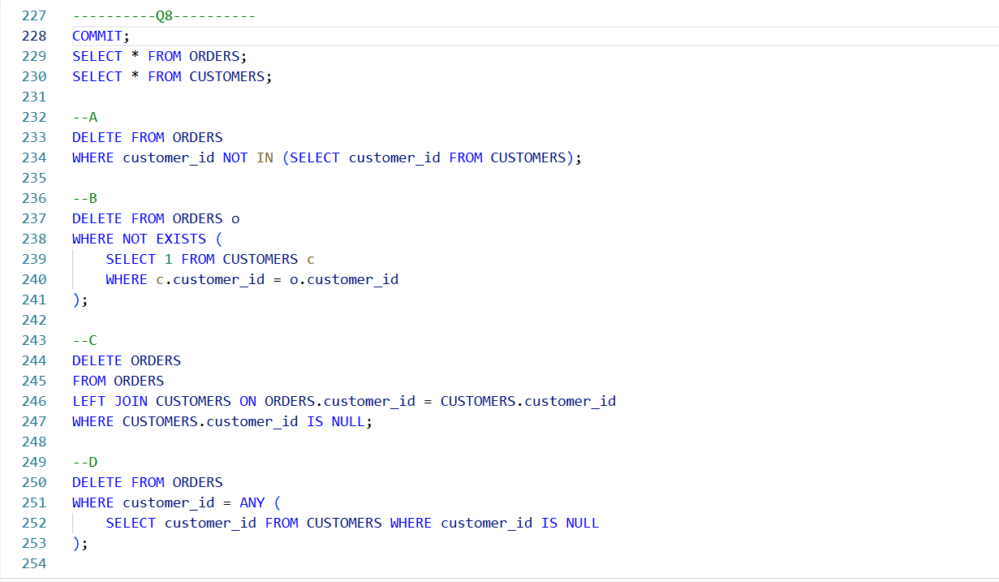 227 ----------Q8----------
228 COMMIT;
229 SELECT * FROM ORDERS;
230 SELECT * FROM CUSTOMERS;
231
232 --A
233 DELETE FROM ORDERS
234 WHERE customer_id NOT IN (SELECT customer_id FROM CUSTOMERS);
235
236 --B
237 DELETE FROM ORDERS o
238 WHERE NOT EXISTS (
239     SELECT 1 FROM CUSTOMERS c
240     WHERE c.customer_id = o.customer_id
241 );
242
243 --C
244 DELETE ORDERS
245 FROM ORDERS
246 LEFT JOIN CUSTOMERS ON ORDERS.customer_id = CUSTOMERS.customer_id
247 WHERE CUSTOMERS.customer_id IS NULL;
248
249 --D
250 DELETE FROM ORDERS
251 WHERE customer_id = ANY (
252     SELECT customer_id FROM CUSTOMERS WHERE customer_id IS NULL
253 );
254